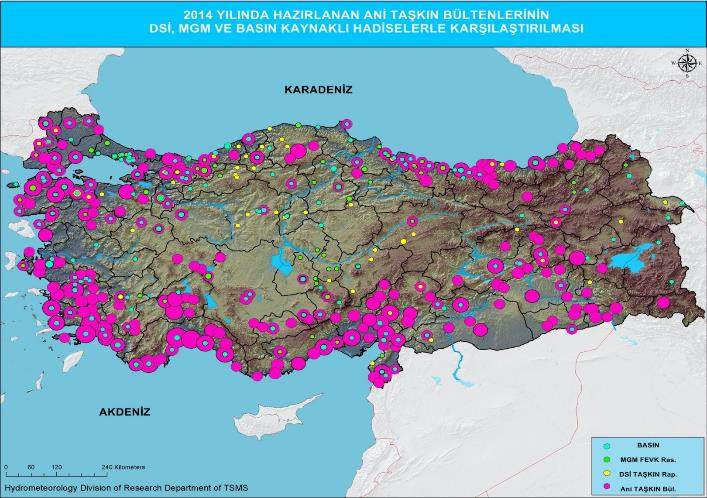 2014 YILINDA HAZIRLANAN ANİ TAŞKIN BÜLTENLERİNİN
DSİ, MGM VE BASIN KAYNAKLI HADİSELERLE KARŞILAŞTIRILMASI
N
W E
S
KARADENİZ
AKDENİZ
BASIN
MGM FEVK Ras.
DSİ TAŞKIN Rap.
Ani TAŞKIN Bül.
0 60 120 240 Kilometers
Hydrometeorology Division of Research Department of TSMS